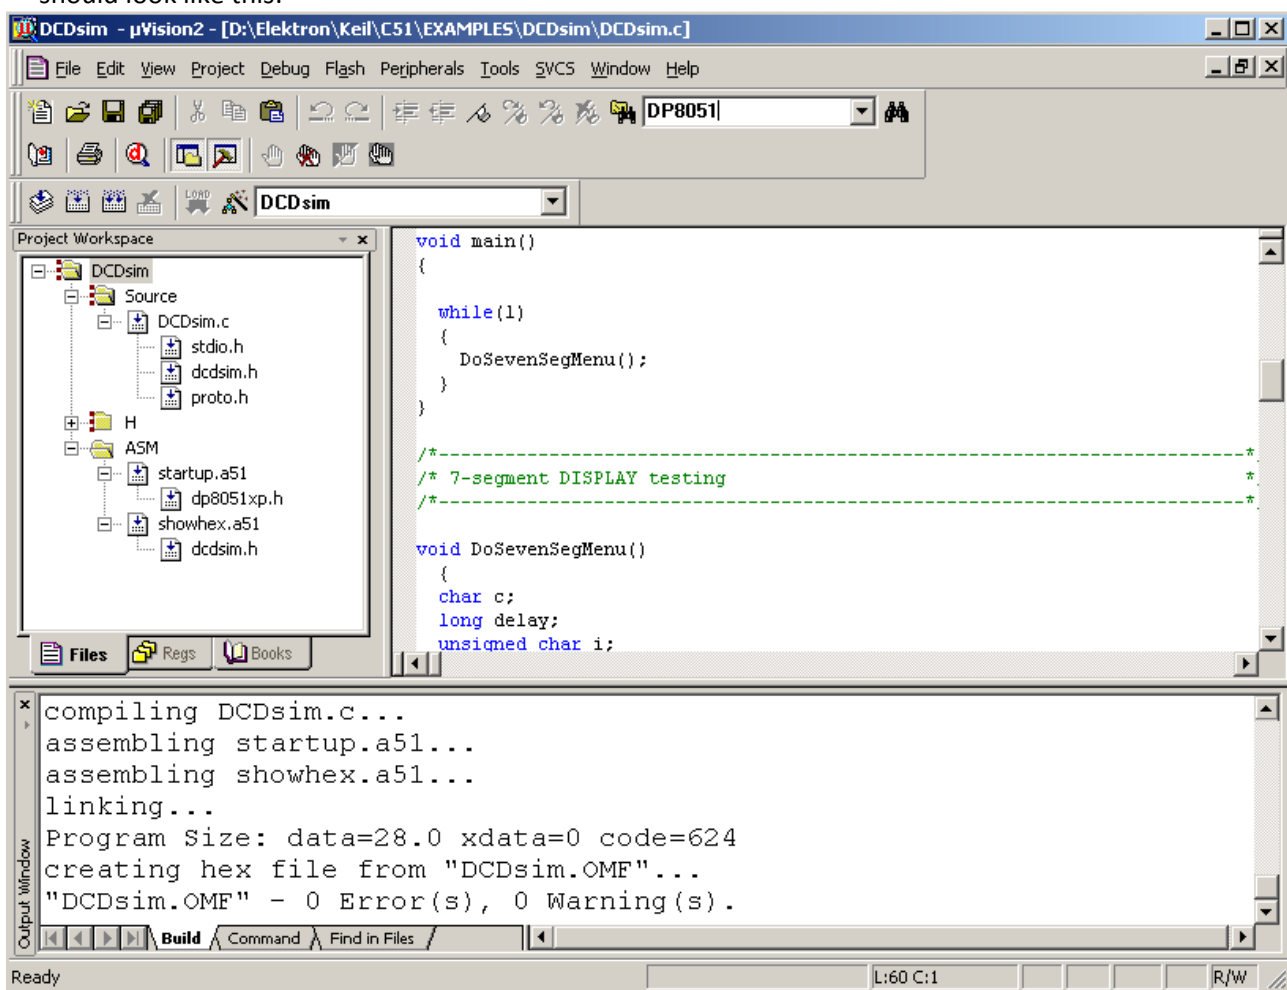 should look like this:
DCDsim - µVision2 - [D:\Elektron\Keil\C51\EXAMPLES\DCDsim\DCDsim.c]
File Edit View Project Debug Flash Peripherals Tools SVCS Window Help
DP8051
LOAD
DCDsim
Project Workspace
DCDsim
Source
DCDsim.c
stdio.h
dcdsim.h
proto.h
H
ASM
startup.a51
dp8051xp.h
showhex.a51
dcdsim.h
Files Regs Books
void main()
{
while(1)
{
DoSevenSegMenu();
}
}
/*-------------------------------------------------------------------------*
/* 7-segment DISPLAY testing *
/*-------------------------------------------------------------------------*
void DoSevenSegMenu()
{
char c;
long delay;
unsigned char i;
compiling DCDsim.c...
assembling startup.a51...
assembling showhex.a51...
linking...
Program Size: data=28.0 xdata=0 code=624
creating hex file from "DCDsim.OMF"...
"DCDsim.OMF" - 0 Error(s), 0 Warning(s).
Output Window
Build Command Find in Files
Ready L:60 C:1 R/W